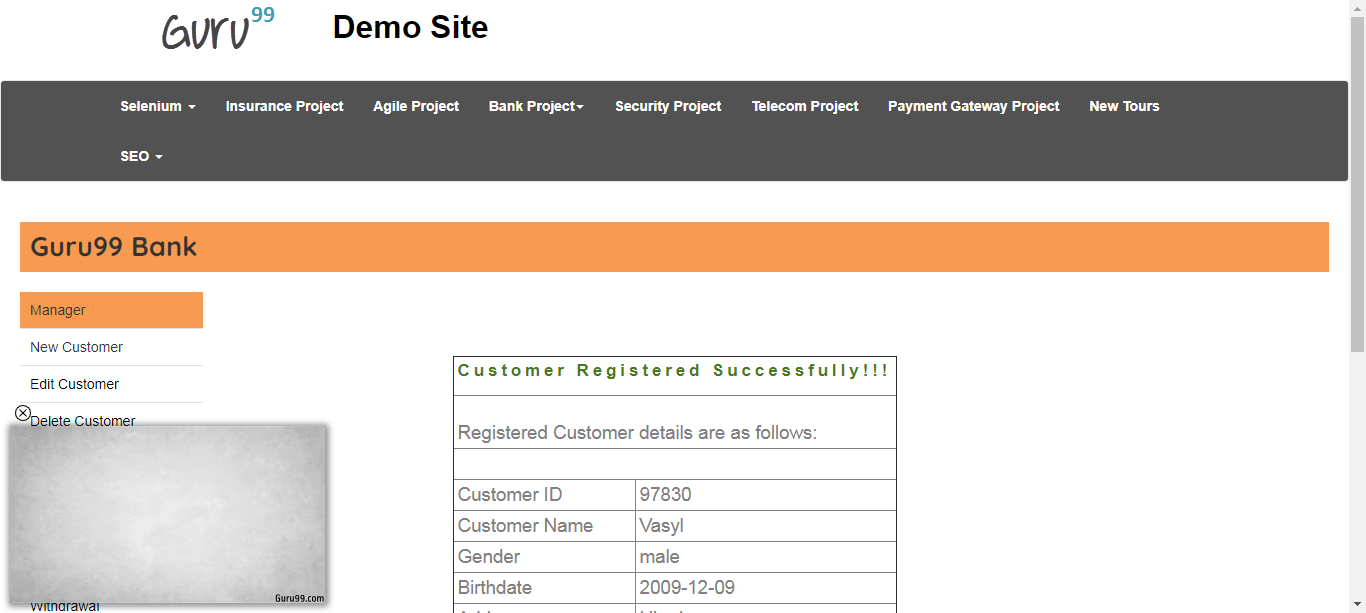 Guru99 Demo Site
Selenium Insurance Project Agile Project Bank Project Security Project Telecom Project Payment Gateway Project New Tours
SEO
Guru99 Bank
Manager
New Customer
Edit Customer
Delete Customer
Customer Registered Successfully!!!
Registered Customer details are as follows:
Customer ID 97830
Customer Name Vasyl
Gender male
Birthdate 2009-12-09
Guru99.com
Withdrawal